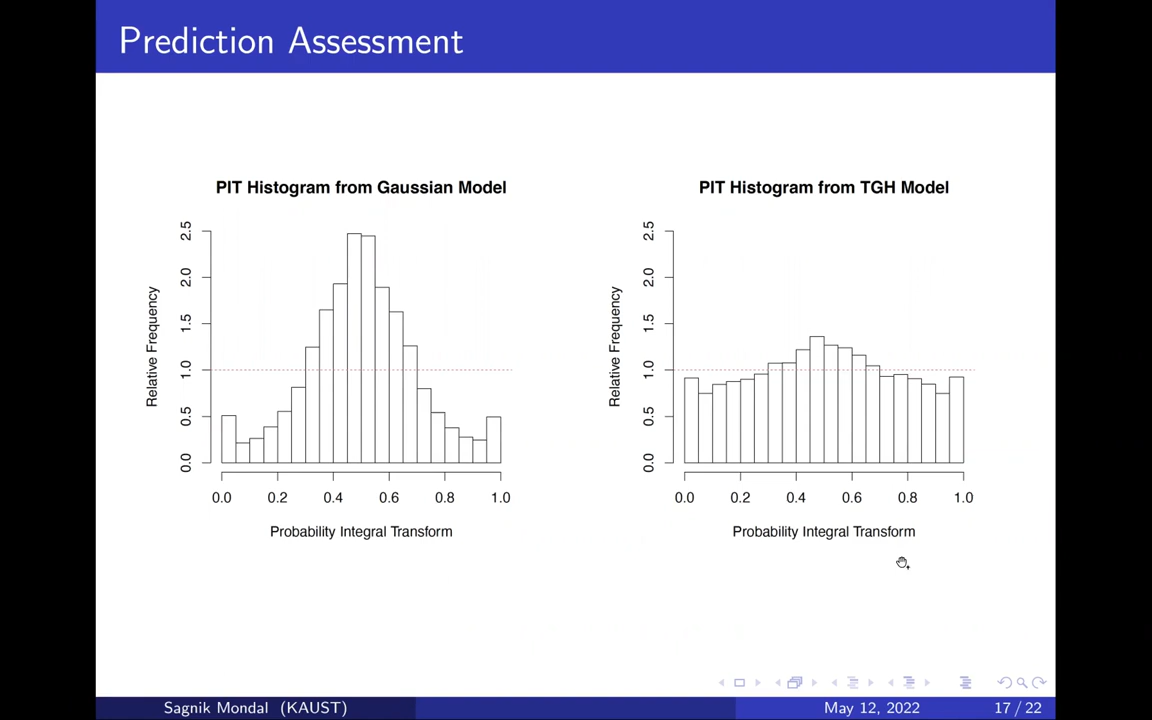 Prediction Assessment
PIT Histogram from Gaussian Model
2.5
2.0
1.5
1.0
0.5
0.0
Relative Frequency
0.0 0.2 0.4 0.6 0.8 1.0
Probability Integral Transform
PIT Histogram from TGH Model
2.5
2.0
1.5
1.0
0.5
0.0
Relative Frequency
0.0 0.2 0.4 0.6 0.8 1.0
Probability Integral Transform
Sagnik Mondal (KAUST) May 12, 2022 17 / 22